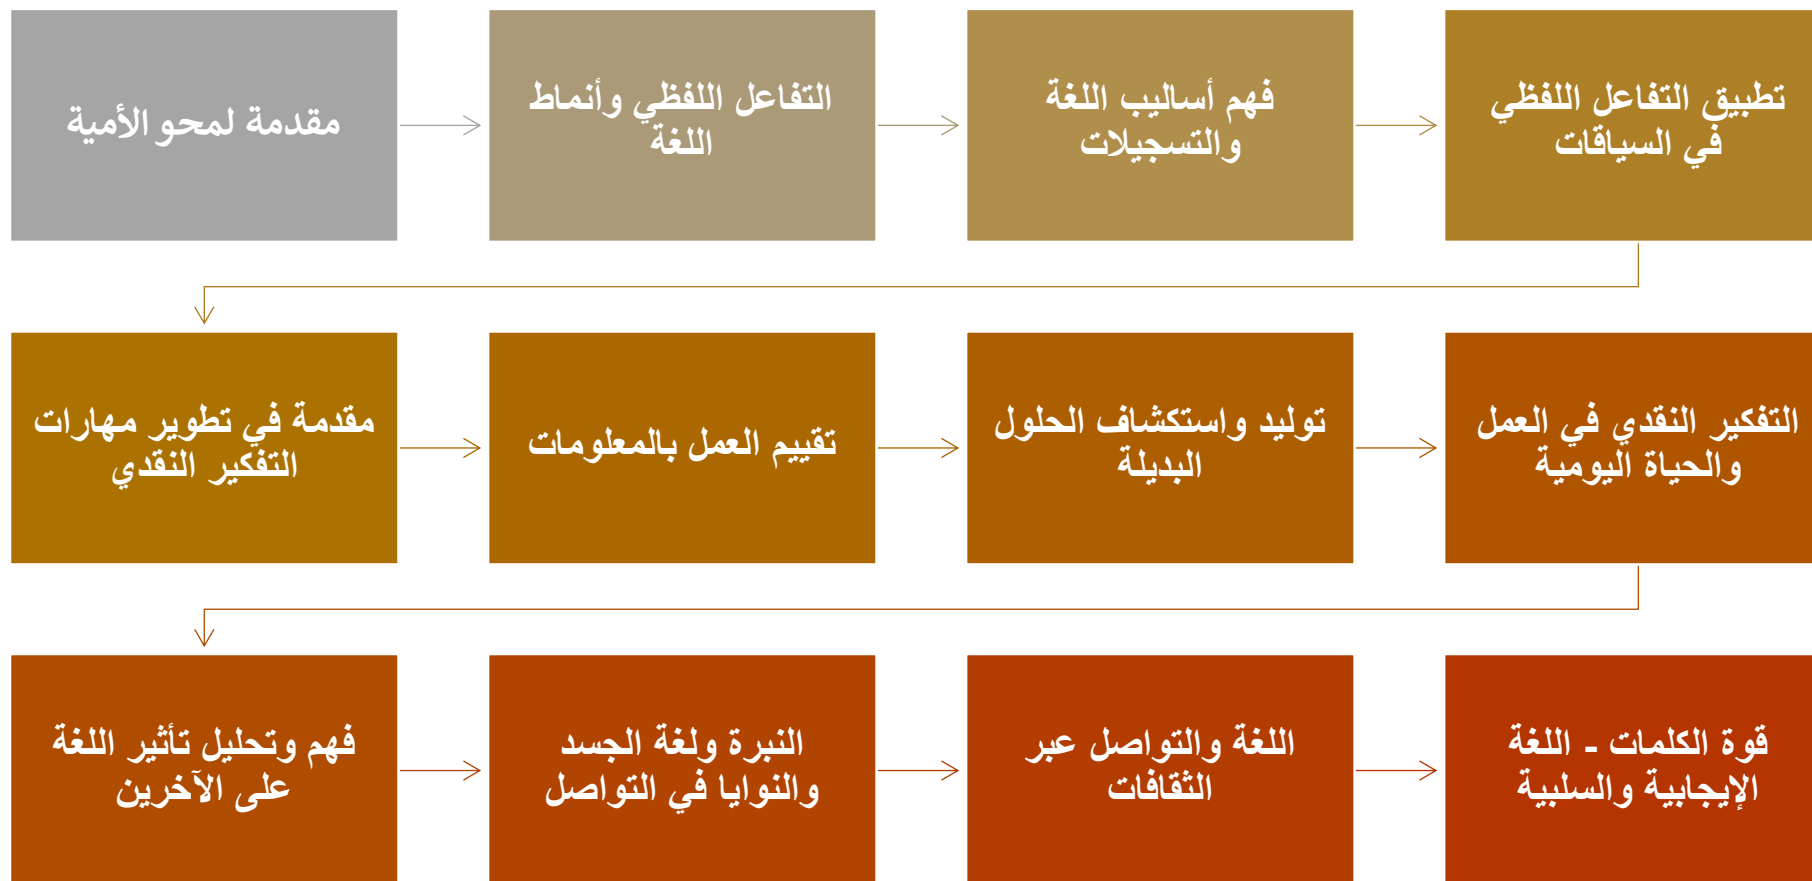 مقدمة لمحو الأمية
التفاعل اللفظي وأنماط
اللغة
فهم أساليب اللغة
والتسجيلات
تطبيق التفاعل اللفظي
في السياقات
مقدمة في تطوير مهارات
التفكير النقدي
تقييم العمل بالمعلومات
توليد واستكشاف الحلول
البديلة
التفكير النقدي في العمل
والحياة اليومية
فهم وتحليل تأثير اللغة
على الآخرين
النبرة ولغة الجسد
والنوايا في التواصل
اللغة والتواصل عبر
الثقافات
قوة الكلمات - اللغة
الإيجابية والسلبية